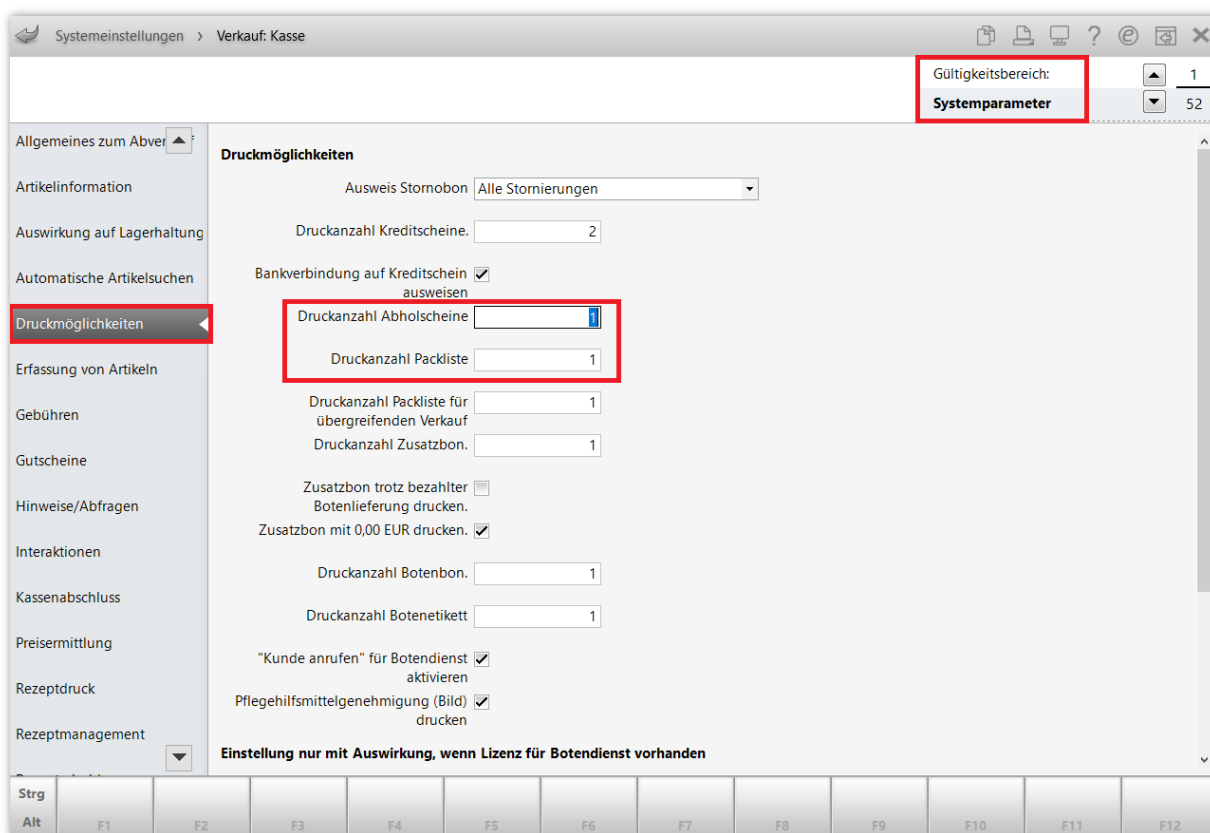 Systemeinstellungen › Verkauf: Kasse
Gültigkeitsbereich: 1
Systemparameter 52
Allgemeines zum Abver
Artikelinformation
Auswirkung auf Lagerhaltung
Automatische Artikelsuchen
Druckmöglichkeiten
Erfassung von Artikeln
Gebühren
Gutscheine
Hinweise/Abfragen
Interaktionen
Kassenabschluss
Preisermittlung
Rezeptdruck
Rezeptmanagement
Druckmöglichkeiten
Ausweis Stornobon Alle Stornierungen
Druckanzahl Kreditscheine. 2
Bankverbindung auf Kreditschein
ausweisen
Druckanzahl Abholscheine 1
Druckanzahl Packliste 1
Druckanzahl Packliste für 1
übergreifenden Verkauf
Druckanzahl Zusatzbon. 1
Zusatzbon trotz bezahlter
Botenlieferung drucken.
Zusatzbon mit 0,00 EUR drucken.
Druckanzahl Botenbon. 1
Druckanzahl Botenetikett 1
"Kunde anrufen" für Botendienst
aktivieren
Pflegehilfsmittelgenehmigung (Bild)
drucken
Einstellung nur mit Auswirkung, wenn Lizenz für Botendienst vorhanden
Strg
Alt F1 F2 F3 F4 F5 F6 F7 F8 F9 F10 F11 F12